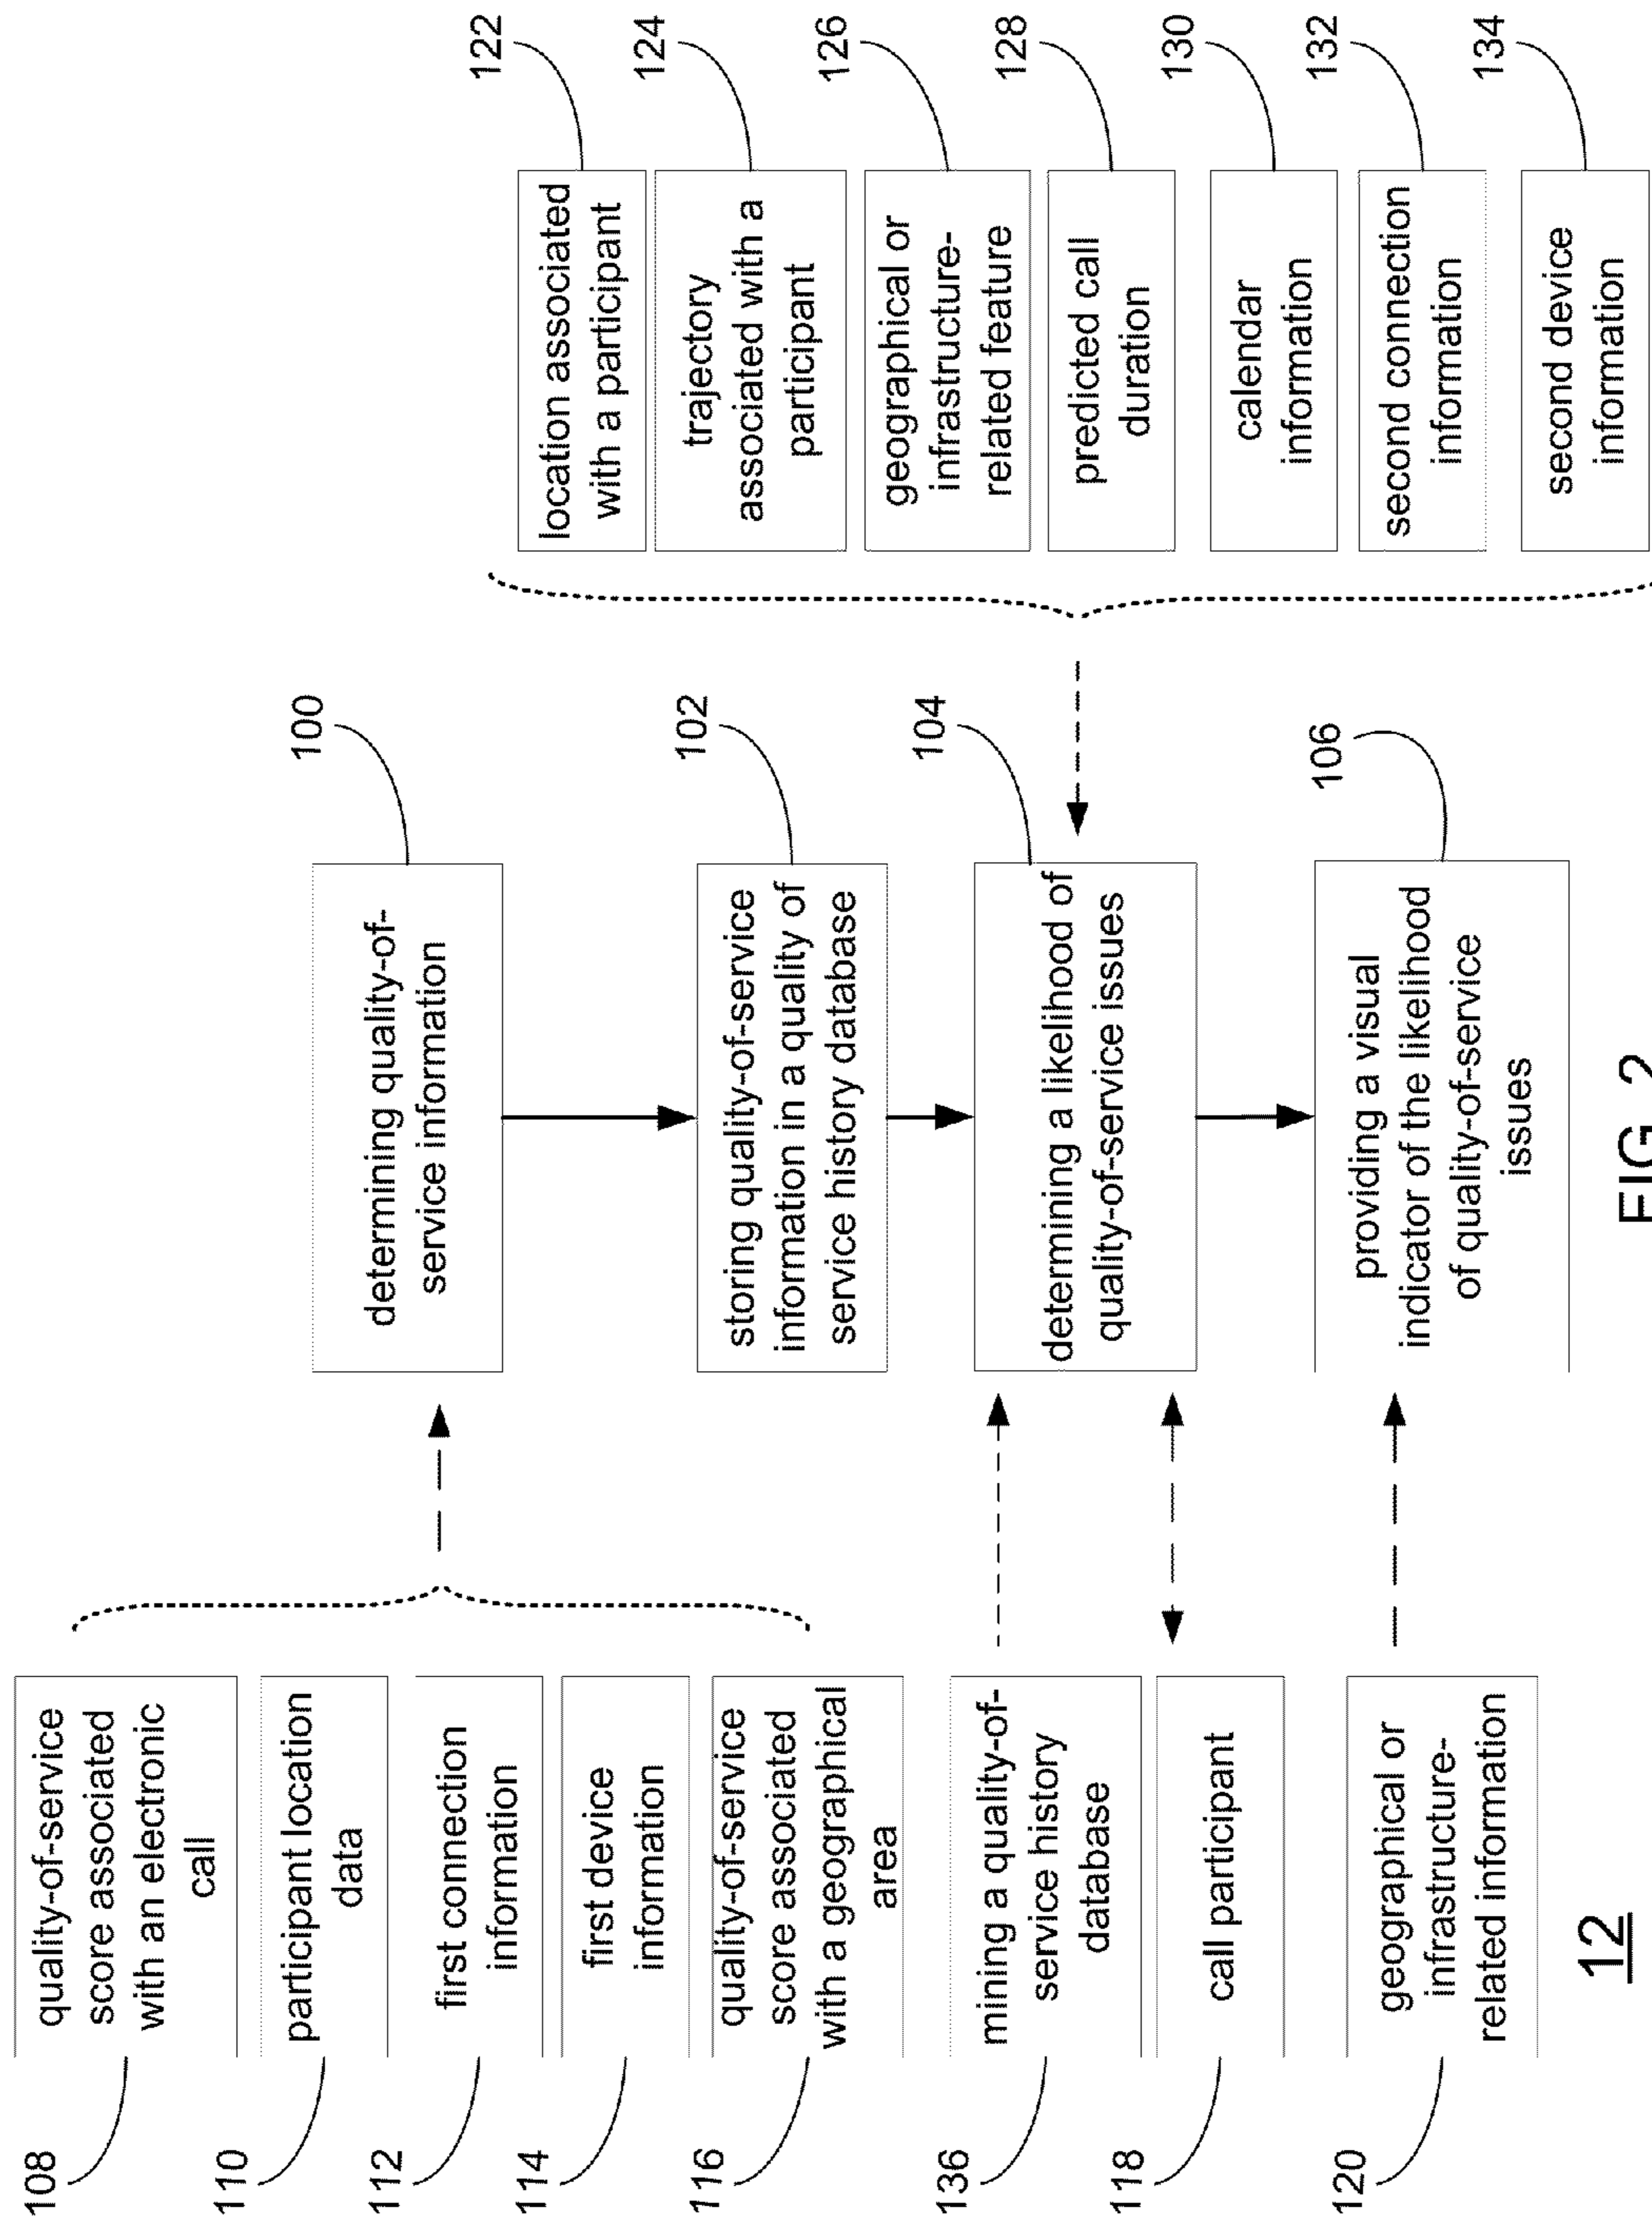 108
quality-of-service
score associated
with an electronic
call
110
participant location
data
112
first connection
information
114
first device
information
116
quality-of-service
score associated
with a geographical
area
136
mining a quality-of-
service history
database
118
call participant
120
geographical or
infrastructure-
related information
100
determining quality-of-
service information
102
storing quality-of-service
information in a quality of
service history database
104
determining a likelihood of
quality-of-service issues
106
providing a visual
indicator of the likelihood
of quality-of-service
issues
122
location associated
with a participant
124
trajectory
associated with a
participant
126
geographical or
infrastructure-
related feature
128
predicted call
duration
130
calendar
information
132
second connection
information
134
second device
information
12
FIG. 2